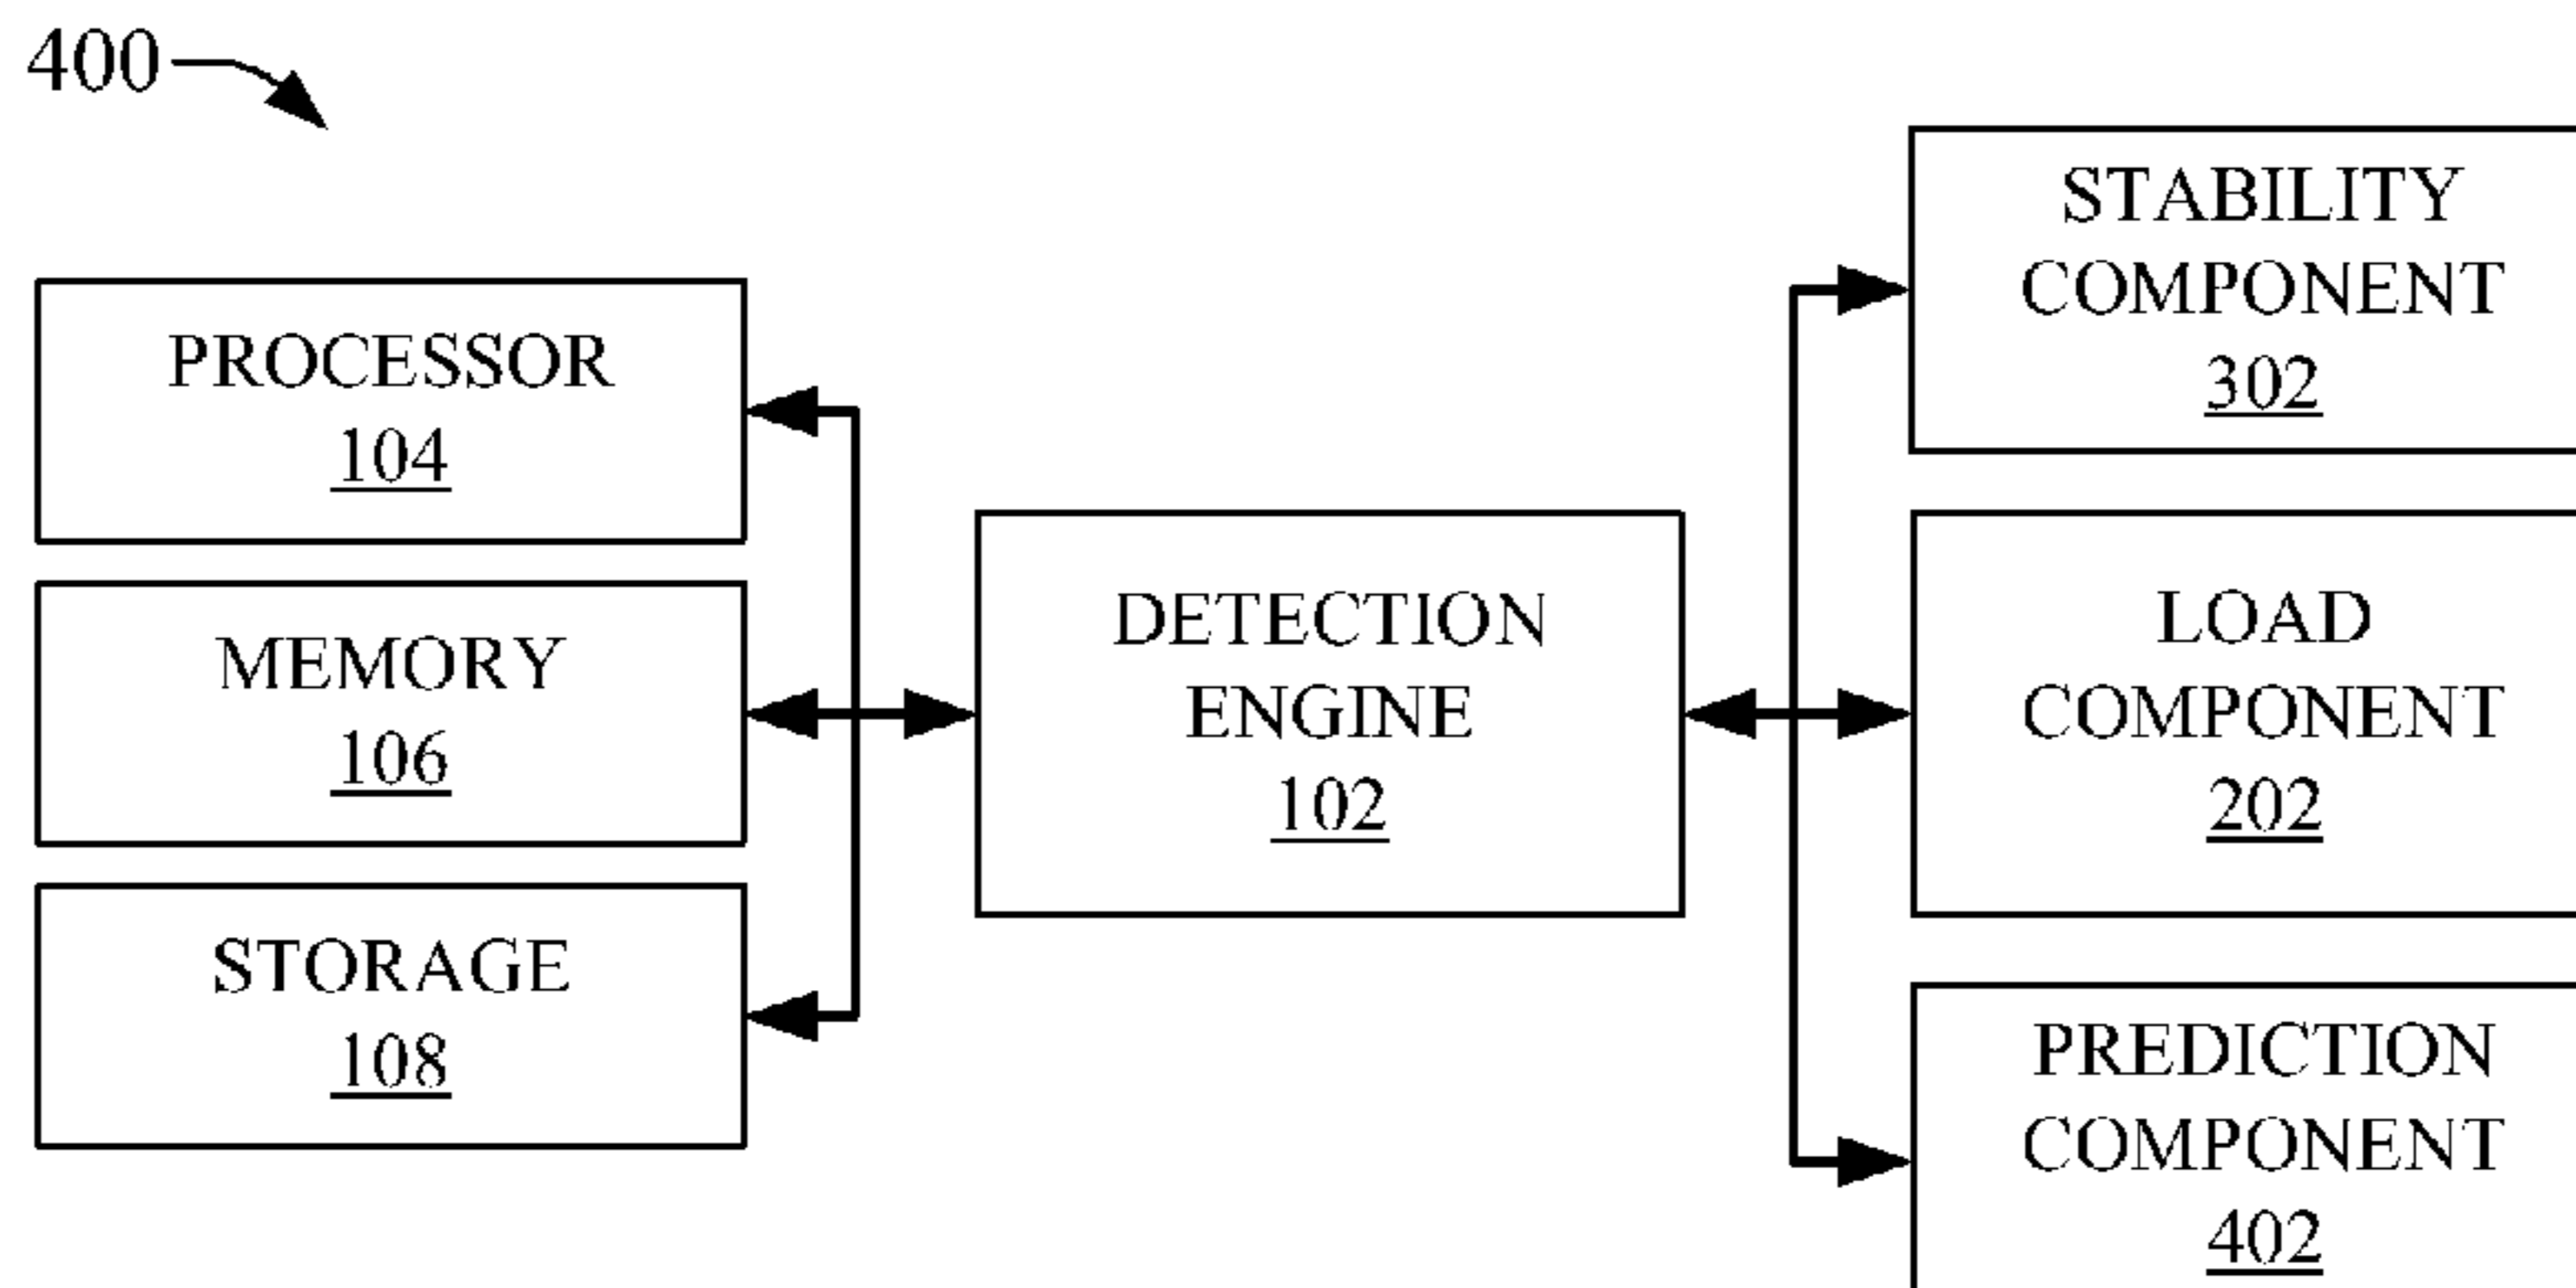 400
PROCESSOR
104
MEMORY
106
STORAGE
108
DETECTION
ENGINE
102
STABILITY
COMPONENT
302
LOAD
COMPONENT
202
PREDICTION
COMPONENT
402